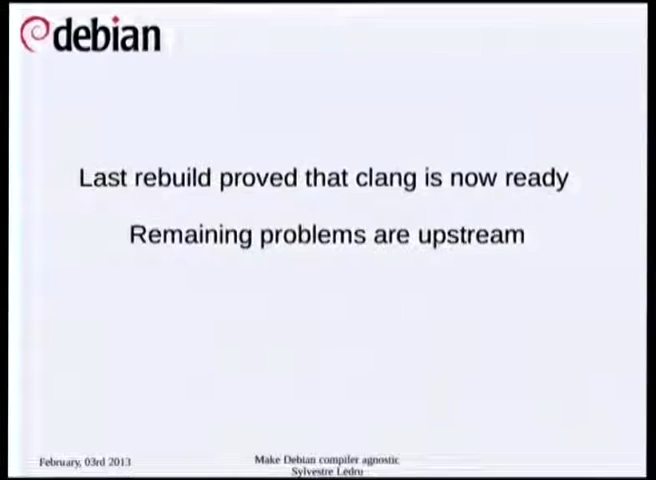 debian
Last rebuild proved that clang is now ready
Remaining problems are upstream
February, 03rd 2013
Make Debian compiler agnostic
Sylvestre Ledru